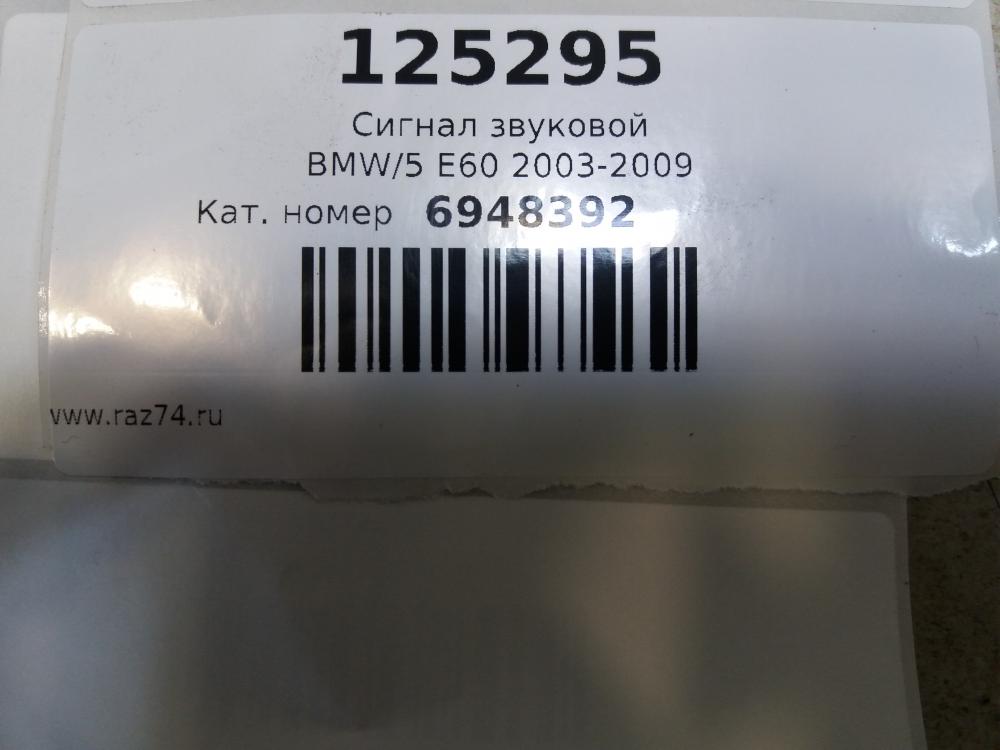 125295
Сигнал звуковой
BMW/5 E60 2003-2009
Кат. номер 6948392
www.raz74.ru